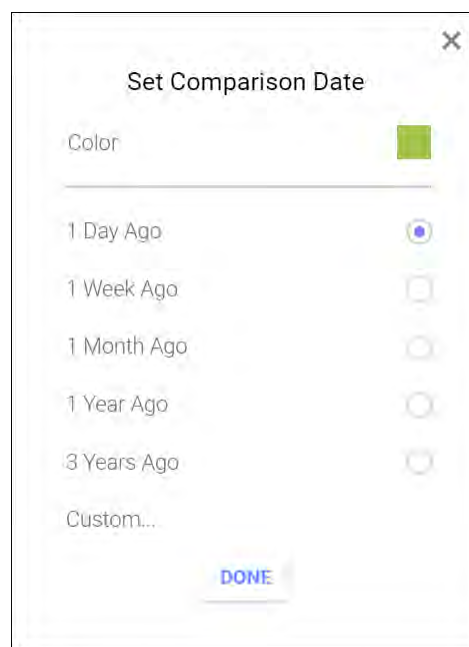 Set Comparison Date
Color
1 Day Ago
1 Week Ago
1 Month Ago
1 Year Ago
3 Years Ago
Custom...
DONE